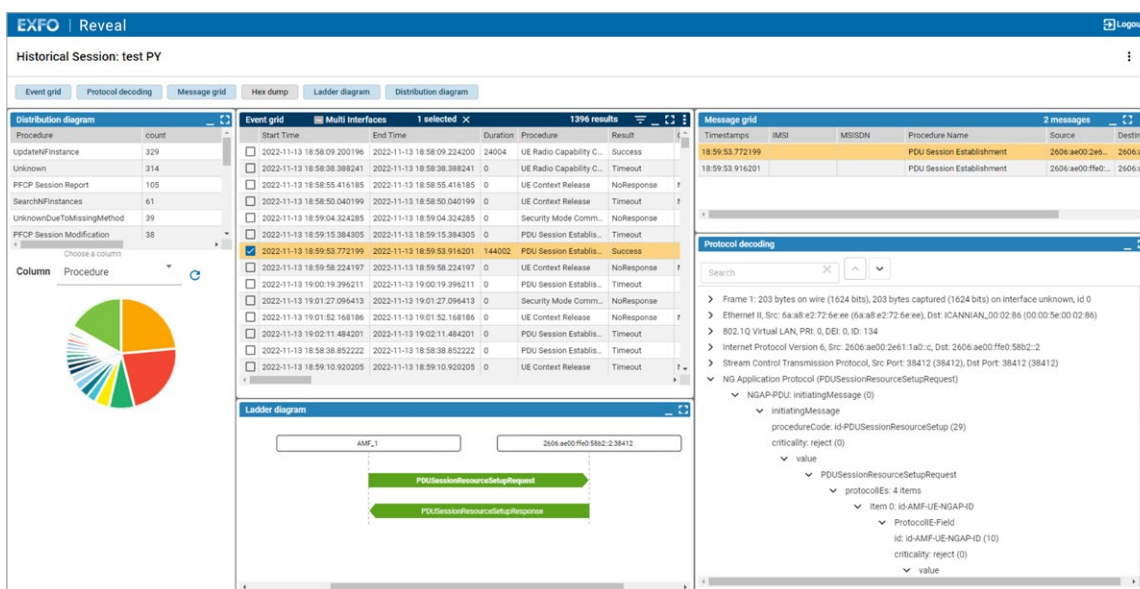 EXFO | Reveal
Logou
Historical Session: test PY
Event grid Protocol decoding Message grid Hex dump Ladder diagram Distribution diagram
Distribution diagram
Procedure count
UpdateNFInstance 329
Unknown 314
PFCP Session Report 105
SearchNFInstances 61
UnknownDueToMissingMethod 39
PFCP Session Modification 38
Choose a column
Column Procedure
Event grid Multi Interfaces 1 selected 1396 results
Start Time End Time Duration Procedure Result
2022-11-13 18:58:09.200196 2022-11-13 18:58:09.224200 24004 UE Radio Capability C... Success
2022-11-13 18:58:38.388241 2022-11-13 18:58:38.388241 0 UE Radio Capability C... Timeout
2022-11-13 18:58:55.416185 2022-11-13 18:58:55.416185 0 UE Context Release NoResponse
2022-11-13 18:58:50.040199 2022-11-13 18:58:50.040199 0 UE Context Release Timeout
2022-11-13 18:59:04.324285 2022-11-13 18:59:04.324285 0 Security Mode Comm... NoResponse
2022-11-13 18:59:15.384305 2022-11-13 18:59:15.384305 0 PDU Session Establis... Timeout
2022-11-13 18:59:53.772199 2022-11-13 18:59:53.916201 144002 PDU Session Establis... Success
2022-11-13 18:59:58.224197 2022-11-13 18:59:58.224197 0 UE Context Release NoResponse
2022-11-13 19:00:19.396211 2022-11-13 19:00:19.396211 0 PDU Session Establis... Timeout
2022-11-13 19:01:27.096413 2022-11-13 19:01:27.096413 0 Security Mode Comm... NoResponse
2022-11-13 19:01:52.168186 2022-11-13 19:01:52.168186 0 UE Context Release NoResponse
2022-11-13 19:02:11.484201 2022-11-13 19:02:11.484201 0 PDU Session Establis... Timeout
2022-11-13 18:58:38.852222 2022-11-13 18:58:38.852222 0 PDU Session Establis... Timeout
2022-11-13 18:59:10.920205 2022-11-13 18:59:10.920205 0 UE Context Release Timeout
Ladder diagram
AMF_1 2606:ae00:ffe0:58b2::2:38412
PDUSessionResourceSetupRequest
PDUSessionResourceSetupResponse
Message grid 2 messages
Timestamps IMSI MSISDN Procedure Name Source Destin
18:59:53.772199 PDU Session Establishment 2606:ae00:2e6... 2606:a
18:59:53.916201 PDU Session Establishment 2606:ae00:ffe0:... 2606:a
Protocol decoding
Search
Frame 1: 203 bytes on wire (1624 bits), 203 bytes captured (1624 bits) on interface unknown, id 0
Ethernet II, Src: 6a:a8:e2:72:6e:ee (6a:a8:e2:72:6e:ee), Dst: ICANNIAN_00:02:86 (00:00:5e:00:02:86)
802.1Q Virtual LAN, PRI: 0, DEI: 0, ID: 134
Internet Protocol Version 6, Src: 2606:ae00:2e61:1a0::c, Dst: 2606:ae00:ffe0:58b2::2
Stream Control Transmission Protocol, Src Port: 38412 (38412), Dst Port: 38412 (38412)
NG Application Protocol (PDUSessionResourceSetupRequest)
NGAP-PDU: initiatingMessage (0)
initiatingMessage
procedureCode: id-PDUSessionResourceSetup (29)
criticality: reject (0)
value
PDUSessionResourceSetupRequest
protocolIEs: 4 items
Item 0: id-AMF-UE-NGAP-ID
ProtocolIE-Field
id: id-AMF-UE-NGAP-ID (10)
criticality: reject (0)
value